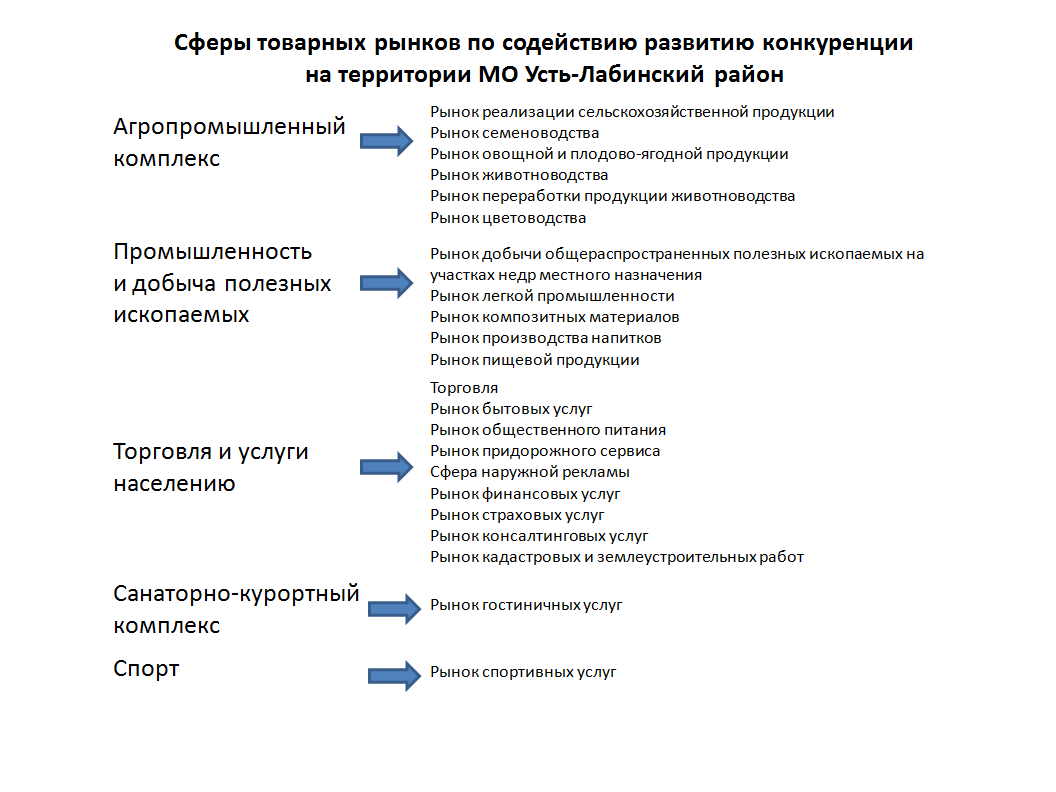 Сферы товарных рынков по содействию развитию конкуренции
на территории МО Усть-Лабинский район
Агропромышленный
комплекс
Рынок реализации сельскохозяйственной продукции
Рынок семеноводства
Рынок овощной и плодово-ягодной продукции
Рынок животноводства
Рынок переработки продукции животноводства
Рынок цветоводства
Промышленность
и добыча полезных
ископаемых
Рынок добычи общераспространенных полезных ископаемых на
участках недр местного назначения
Рынок легкой промышленности
Рынок композитных материалов
Рынок производства напитков
Рынок пищевой продукции
Торговля и услуги
населению
Торговля
Рынок бытовых услуг
Рынок общественного питания
Рынок придорожного сервиса
Сфера наружной рекламы
Рынок финансовых услуг
Рынок страховых услуг
Рынок консалтинговых услуг
Рынок кадастровых и землеустроительных работ
Санаторно-курортный
комплекс
Рынок гостиничных услуг
Спорт
Рынок спортивных услуг